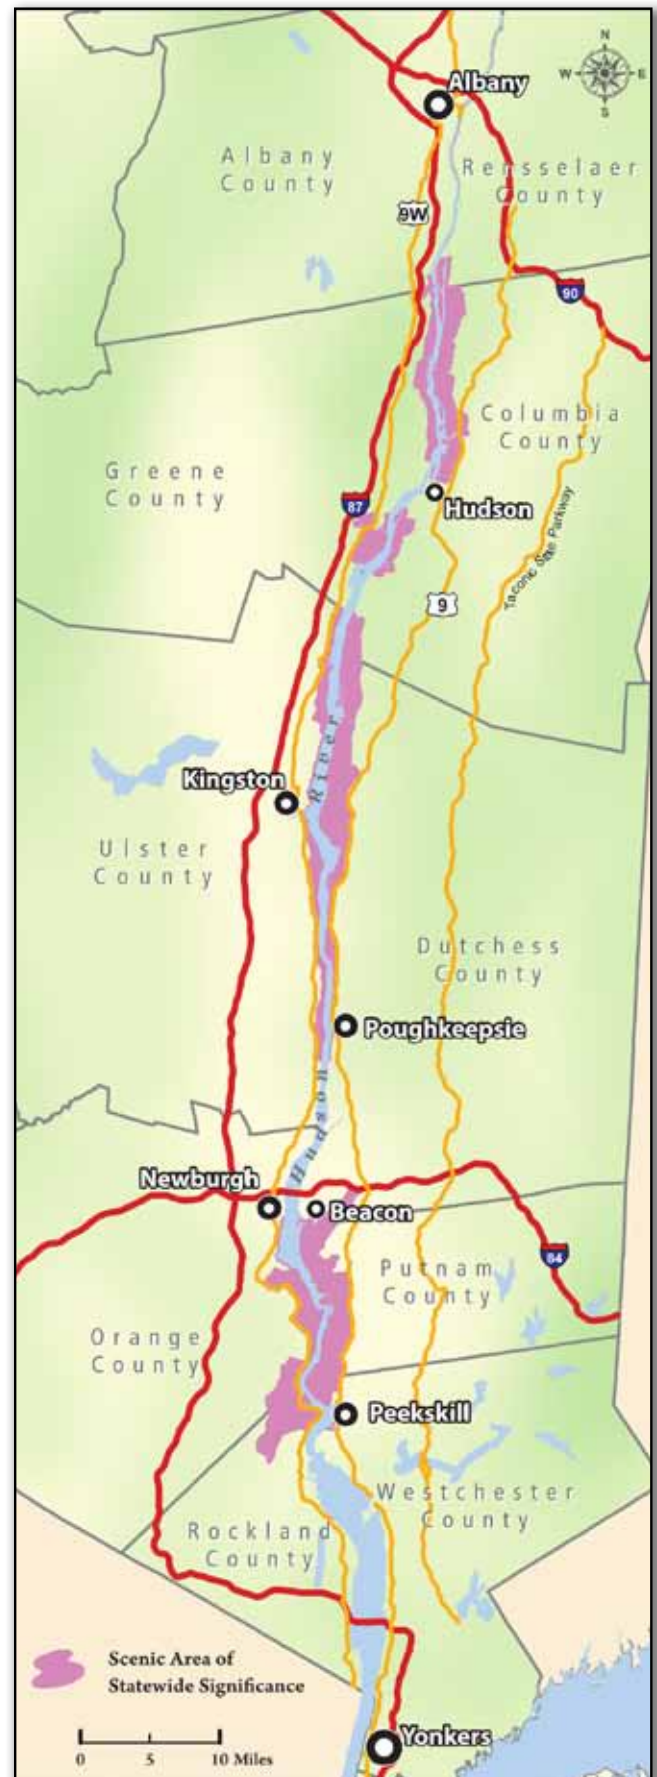 N
W
E
S
Albany
Albany
County
Rensselaer
County
9W
90
Columbia
County
Greene
County
87
Hudson
Taconic State Parkway
9
River
Kingston
Ulster
County
Dutchess
County
Poughkeepsie
Hudson
Newburgh
Beacon
84
Putnam
County
Orange
County
Peekskill
Westchester
County
Rockland
County
Scenic Area of
Statewide Significance
0 5 10 Miles
Yonkers